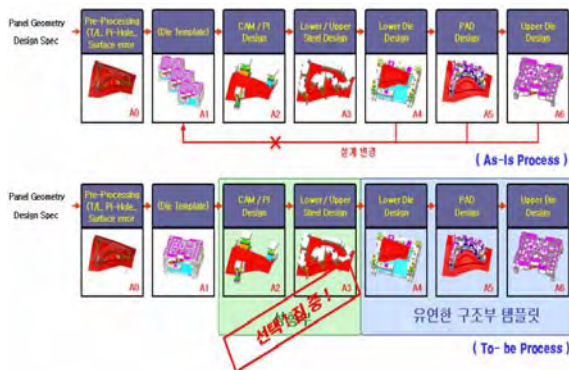 Panel Geometry
Design Spec
Pre-Processing
(T/L, Pi-Hole,
Surface error)
A0
(Die Template)
A1
CAM / PI
Design
A2
Lower/Upper
Steel Design
A3
Lower Die
Design
A4
PAD
Design
A5
Upper Die
Design
A6
설계 변경
( As-Is Process )
Panel Geometry
Design Spec
Pre-Processing
(T/L, Pi-Hole,
Surface error)
A0
(Die Template)
A1
CAM / PI
Design
A2
Lower/Upper
Steel Design
A3
Lower Die
Design
A4
PAD
Design
A5
Upper Die
Design
A6
선택! 집중!
유연한 구조부 템플릿
( To- be Process )